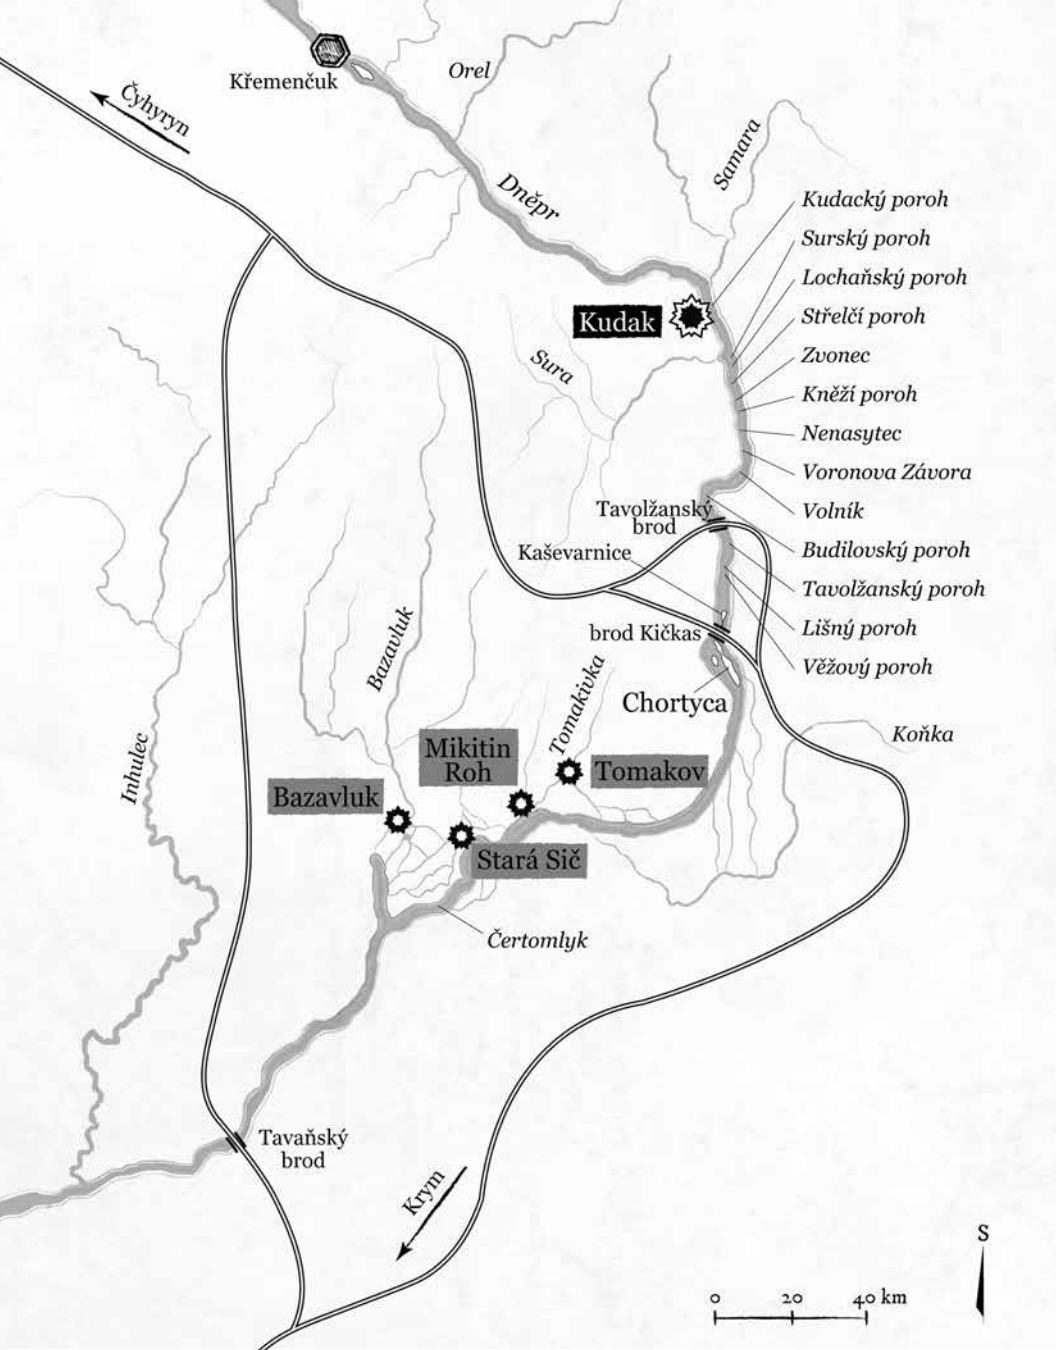 Křemenčuk
Orel
Čyhyryn
Samara
Dněpr
Kudacký poroh
Surský poroh
Lochaňský poroh
Střelčí poroh
Zvonec
Kněží poroh
Nenasytec
Voronova Závora
Volník
Budilovský poroh
Tavolžanský poroh
Lišný poroh
Věžový poroh
Kudak
Sura
Tavolžanský
brod
Kaševarnice
brod Kičkas
Chortyca
Koňka
Bazavluk
Tomakivka
Mikitin
Roh
Tomakov
Bazavluk
Stará Sič
Inhulec
Čertomlyk
Tavaňský
brod
Krym
S
0 20 40 km